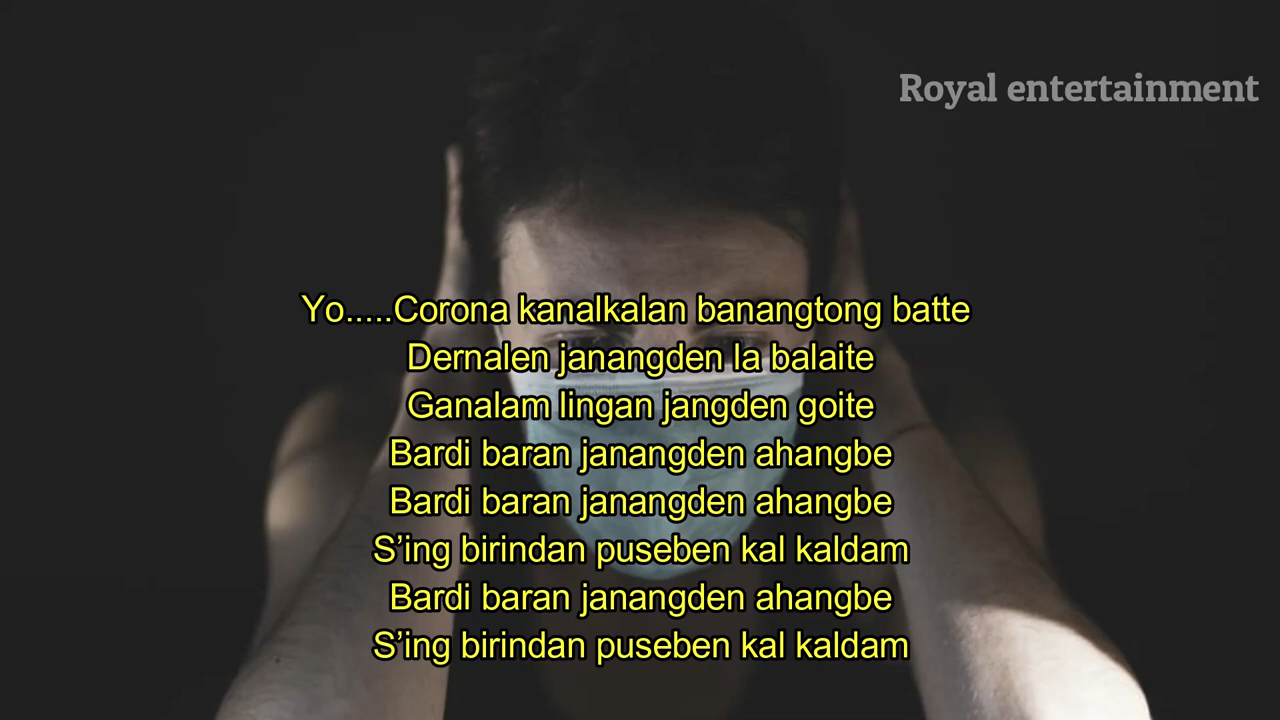 Royal entertainment
Yo.....Corona kanalkalan banangtong batte
Dernalen janangden la balaite
Ganalam lingan jangden goite
Bardi baran janangden ahangbe
Bardi baran janangden ahangbe
S’ing birindan puseben kal kaldam
Bardi baran janangden ahangbe
S’ing birindan puseben kal kaldam